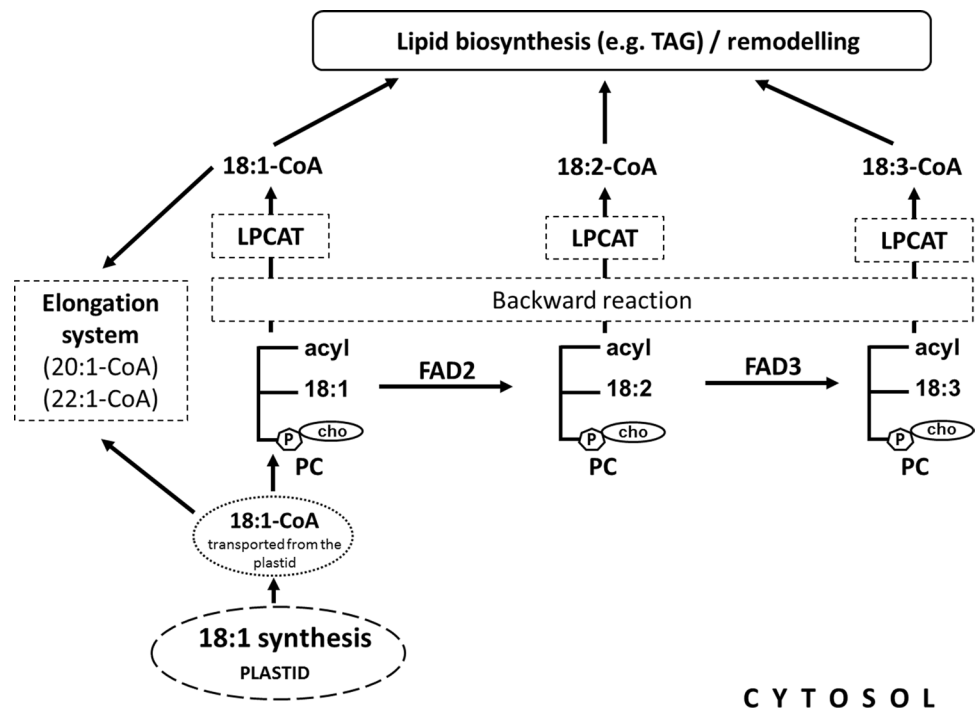 Lipid biosynthesis (e.g. TAG) / remodelling
18:1-CoA
18:2-CoA
18:3-CoA
LPCAT
LPCAT
LPCAT
Backward reaction
Elongation
system
(20:1-CoA)
(22:1-CoA)
acyl
18:1
P
cho
PC
FAD2
acyl
18:2
P
cho
PC
FAD3
acyl
18:3
P
cho
PC
18:1-CoA
transported from the
plastid
18:1 synthesis
PLASTID
CYTOSOL